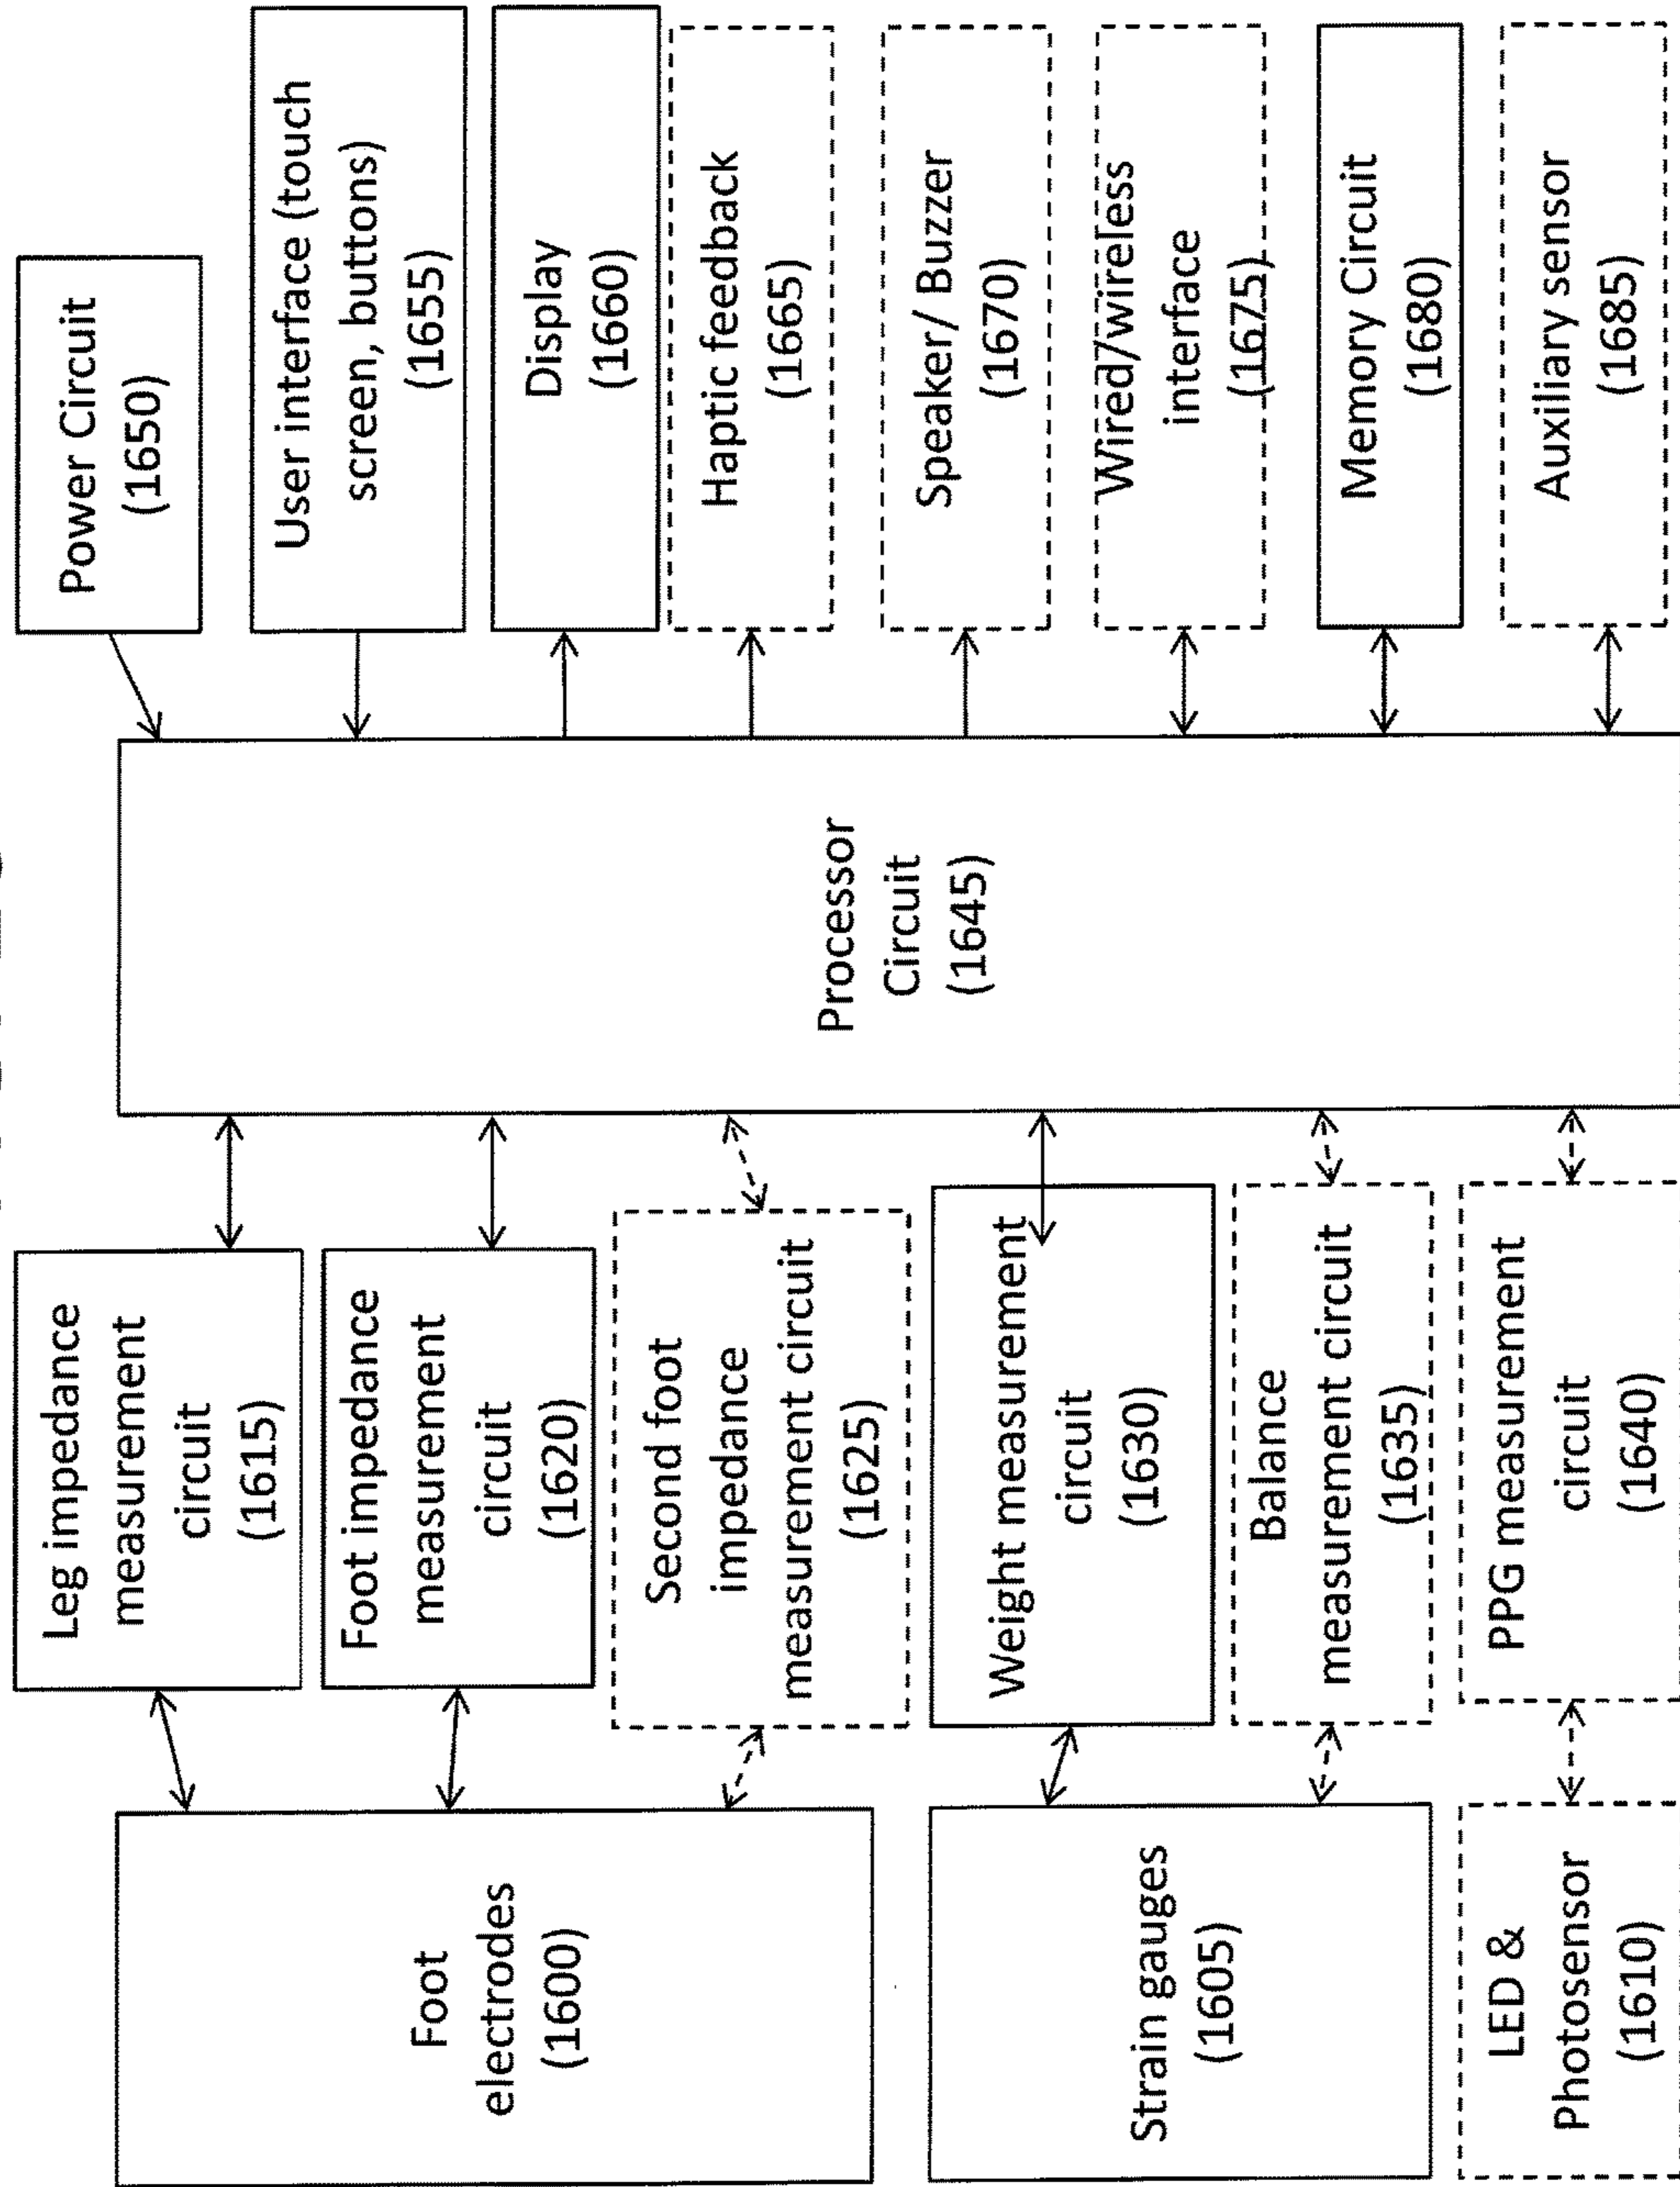 Foot
electrodes
(1600)
Strain gauges
(1605)
LED &
Photosensor
(1610)
Leg impedance
measurement
circuit
(1615)
Foot impedance
measurement
circuit
(1620)
Second foot
impedance
measurement circuit
(1625)
Weight measurement
circuit
(1630)
Balance
measurement circuit
(1635)
PPG measurement
circuit
(1640)
Processor
Circuit
(1645)
Power Circuit
(1650)
User interface (touch
screen, buttons)
(1655)
Display
(1660)
Haptic feedback
(1665)
Speaker/ Buzzer
(1670)
Wired/wireless
interface
(1675)
Memory Circuit
(1680)
Auxiliary sensor
(1685)